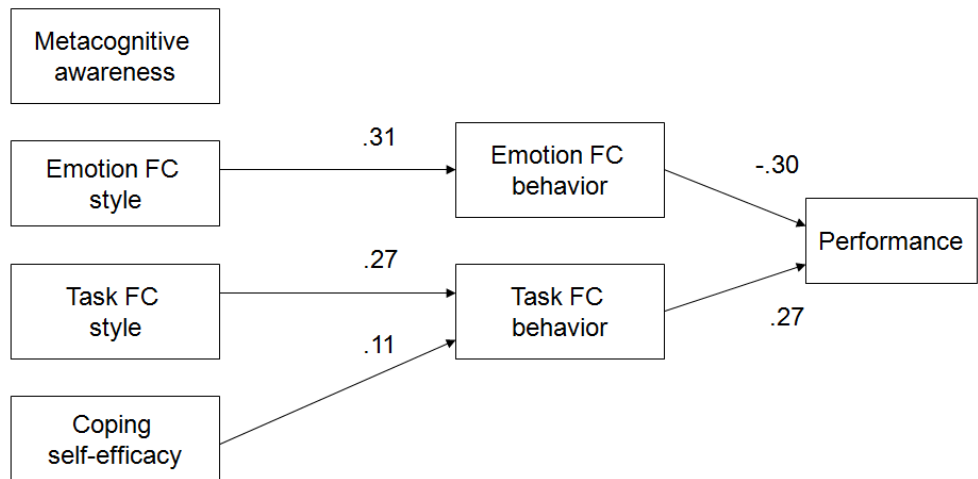 Metacognitive
awareness
Emotion FC
style
.31
Emotion FC
behavior
-.30
Performance
Task FC
style
.27
Task FC
behavior
.27
.11
Coping
self-efficacy